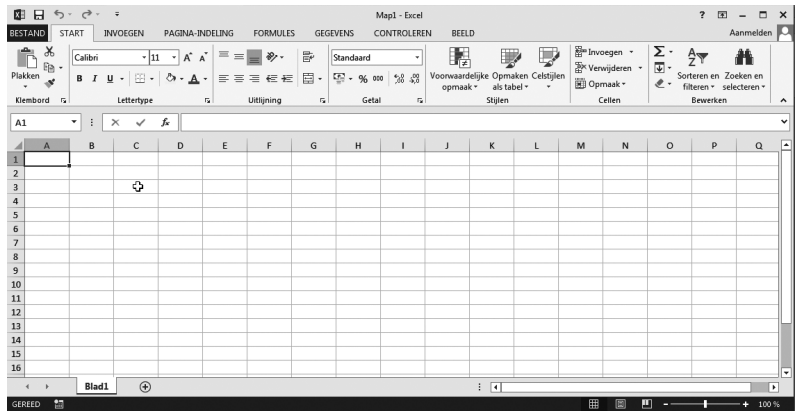 Map1 - Excel
BESTAND START INVOEGEN PAGINA-INDELING FORMULES GEGEVENS CONTROLEREN BEELD Aanmelden
Plakken
Calibri 11 A A
Standaard
B I U A
% 000
Voorwaardelijke opmaak
Opmaken als tabel
Celstijlen
Invoegen
Verwijderen
Opmaak
Sorteren en filteren
Zoeken en selecteren
Klembord Lettertype Uitlijning Getal Stijlen Cellen Bewerken
A1 fx
A B C D E F G H I J K L M N O P Q
1
2
3
4
5
6
7
8
9
10
11
12
13
14
15
16
Blad1
GEREED 100 %